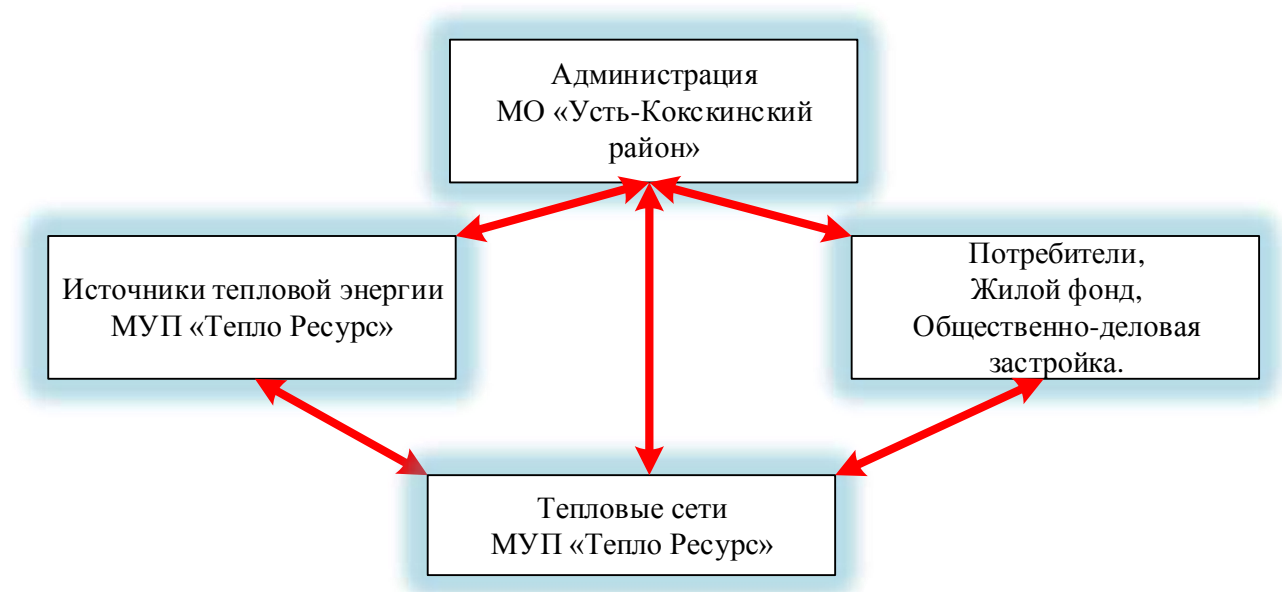 Администрация
МО «Усть-Кокскинский
район»
Источники тепловой энергии
МУП «Тепло Ресурс»
Потребители,
Жилой фонд,
Общественно-деловая
застройка.
Тепловые сети
МУП «Тепло Ресурс»